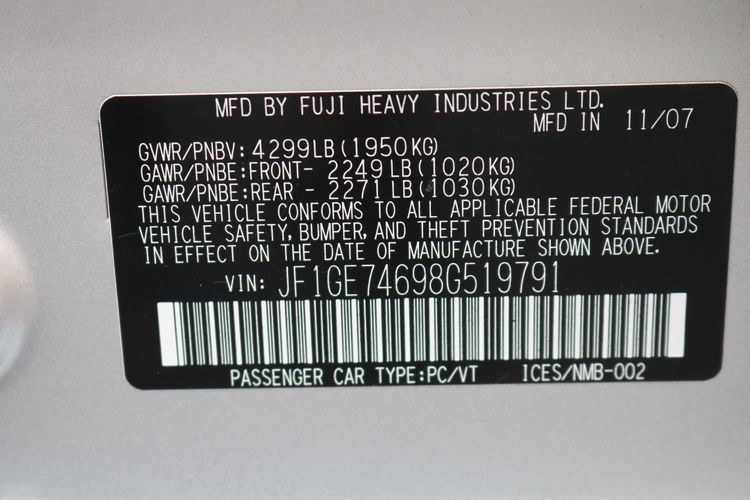 MFD BY FUJI HEAVY INDUSTRIES LTD.
MFD IN 11/07
GVWR/PNBV: 4299LB(1950KG)
GAWR/PNBE:FRONT- 2249LB(1020KG)
GAWR/PNBE:REAR - 2271LB(1030KG)
THIS VEHICLE CONFORMS TO ALL APPLICABLE FEDERAL MOTOR
VEHICLE SAFETY, BUMPER, AND THEFT PREVENTION STANDARDS
IN EFFECT ON THE DATE OF MANUFACTURE SHOWN ABOVE.
VIN: JF1GE74698G519791
PASSENGER CAR TYPE:PC/VT ICES/NMB-002